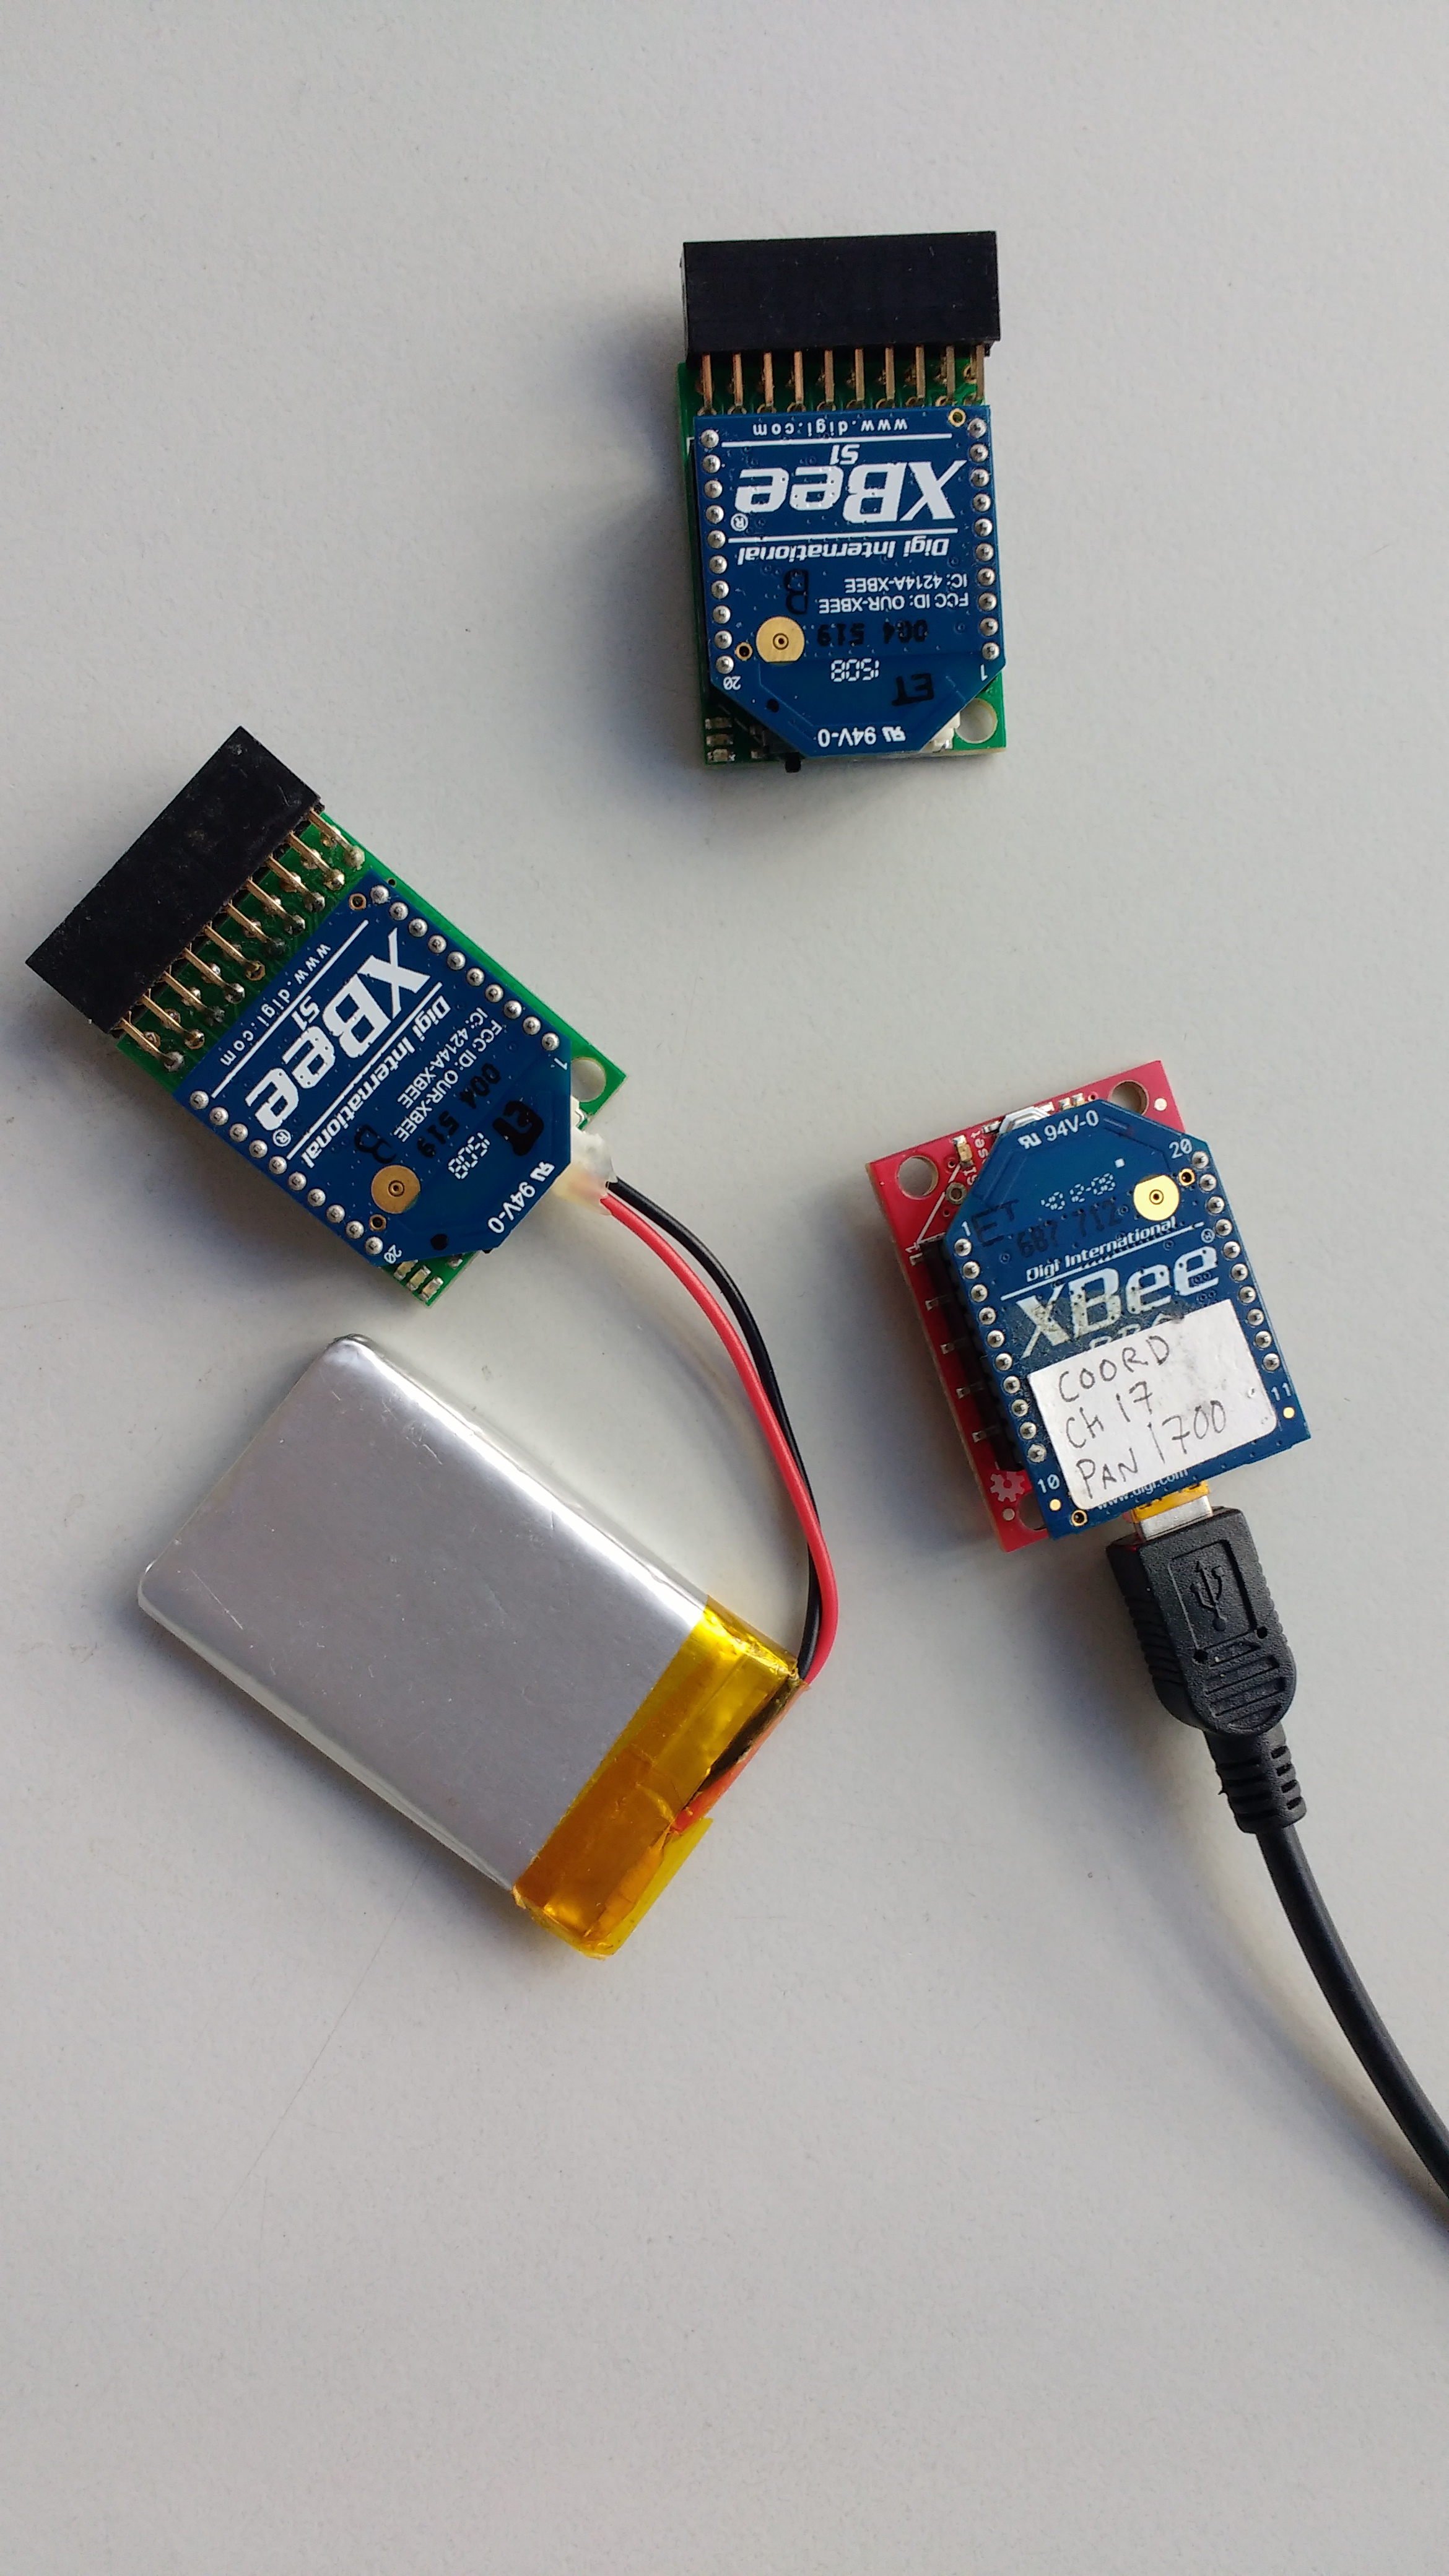 www.digi.com
S1
XBee®
Digi International
IC: 4214A-XBEE
FCC ID: OUR-XBEE
B
004 519
1508
ET
20
1
94V-0
www.digi.com
S1
XBee®
Digi International
IC: 4214A-XBEE
FCC ID: OUR-XBEE
004 519
B
1508
ET
1
20
94V-0
94V-0
20
1
ET
687 712
Digi International
XBee®
COORD
Ch 17
PAN 1700
11
10
www.digi.com